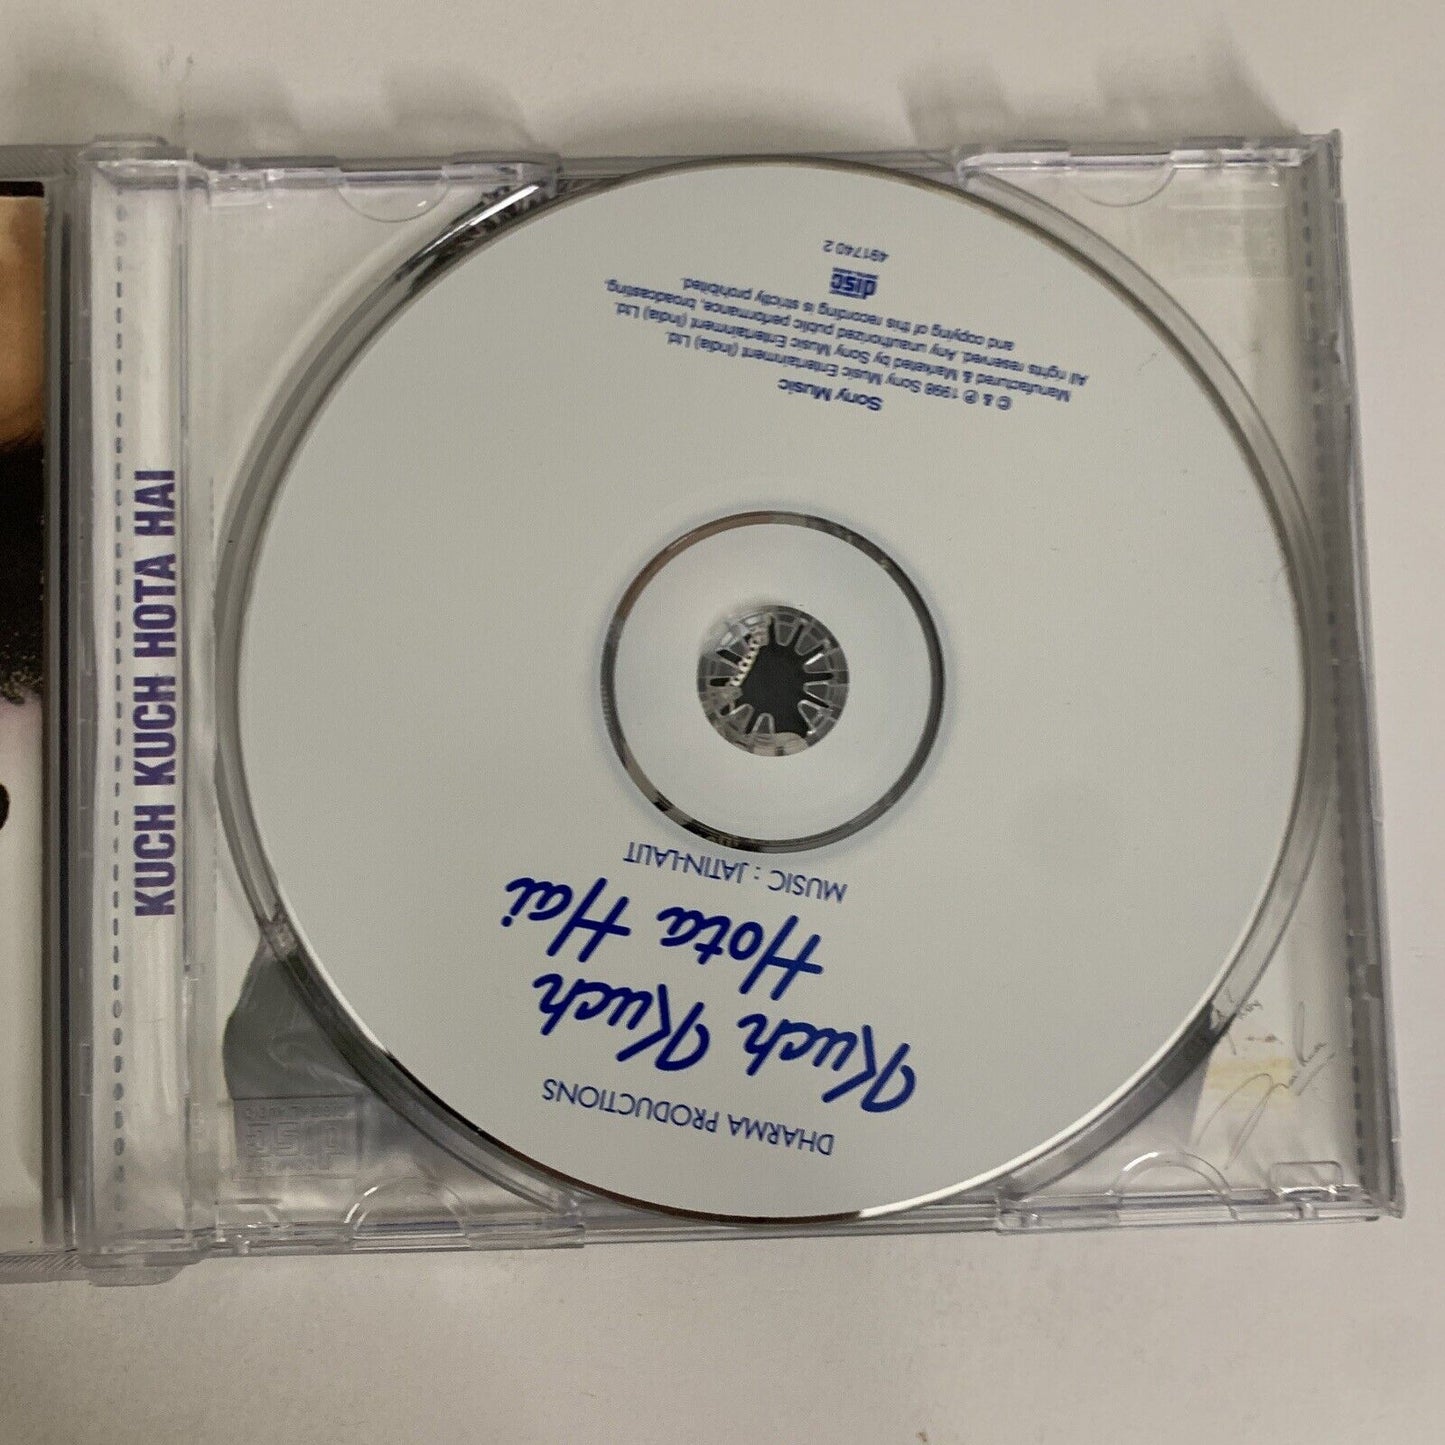 KUCH KUCH HOTA HAI
DHARMA PRODUCTIONS
Kuch Kuch
Hota Hai
MUSIC : JATIN-LALIT
Sony Music
© & ℗ 1998 Sony Music Entertainment (India) Ltd.
Manufactured & Marketed by Sony Music Entertainment (India) Ltd.
All rights reserved. Any unauthorized public performance, broadcasting
and copying of this recording is strictly prohibited.
disc
491740 2